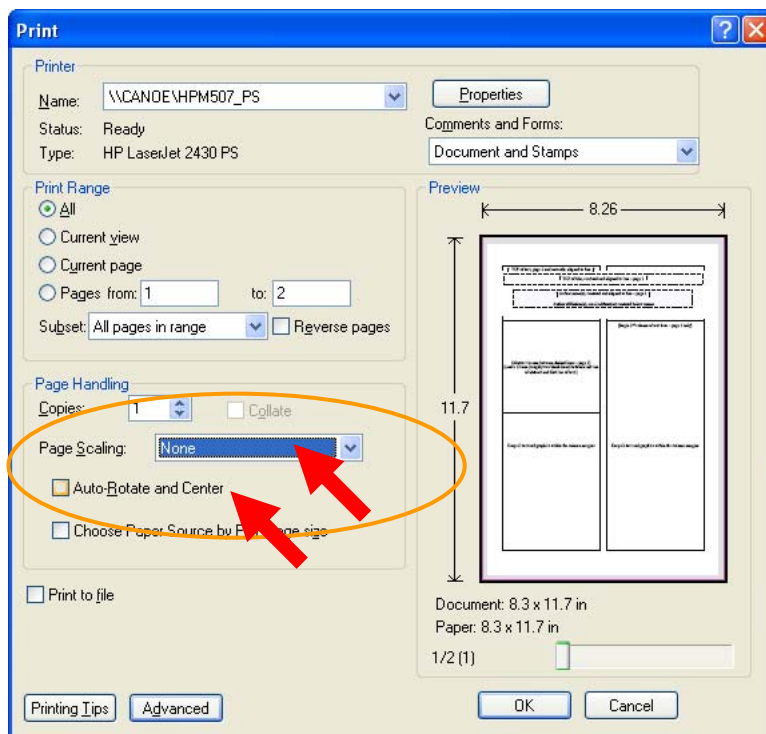 Print
Printer
Name: \\CANOE\HPM507_PS
Properties
Status: Ready
Comments and Forms:
Type: HP LaserJet 2430 PS
Document and Stamps
Print Range
All
Current view
Current page
Pages from: 1 to: 2
Subset: All pages in range
Reverse pages
Page Handling
Copies: 1
Collate
Page Scaling: None
Auto-Rotate and Center
Choose Paper Source by
Print to file
Preview
8.26
11.7
Document: 8.3 x 11.7 in
Paper: 8.3 x 11.7 in
1/2 (1)
Printing Tips
Advanced
OK
Cancel